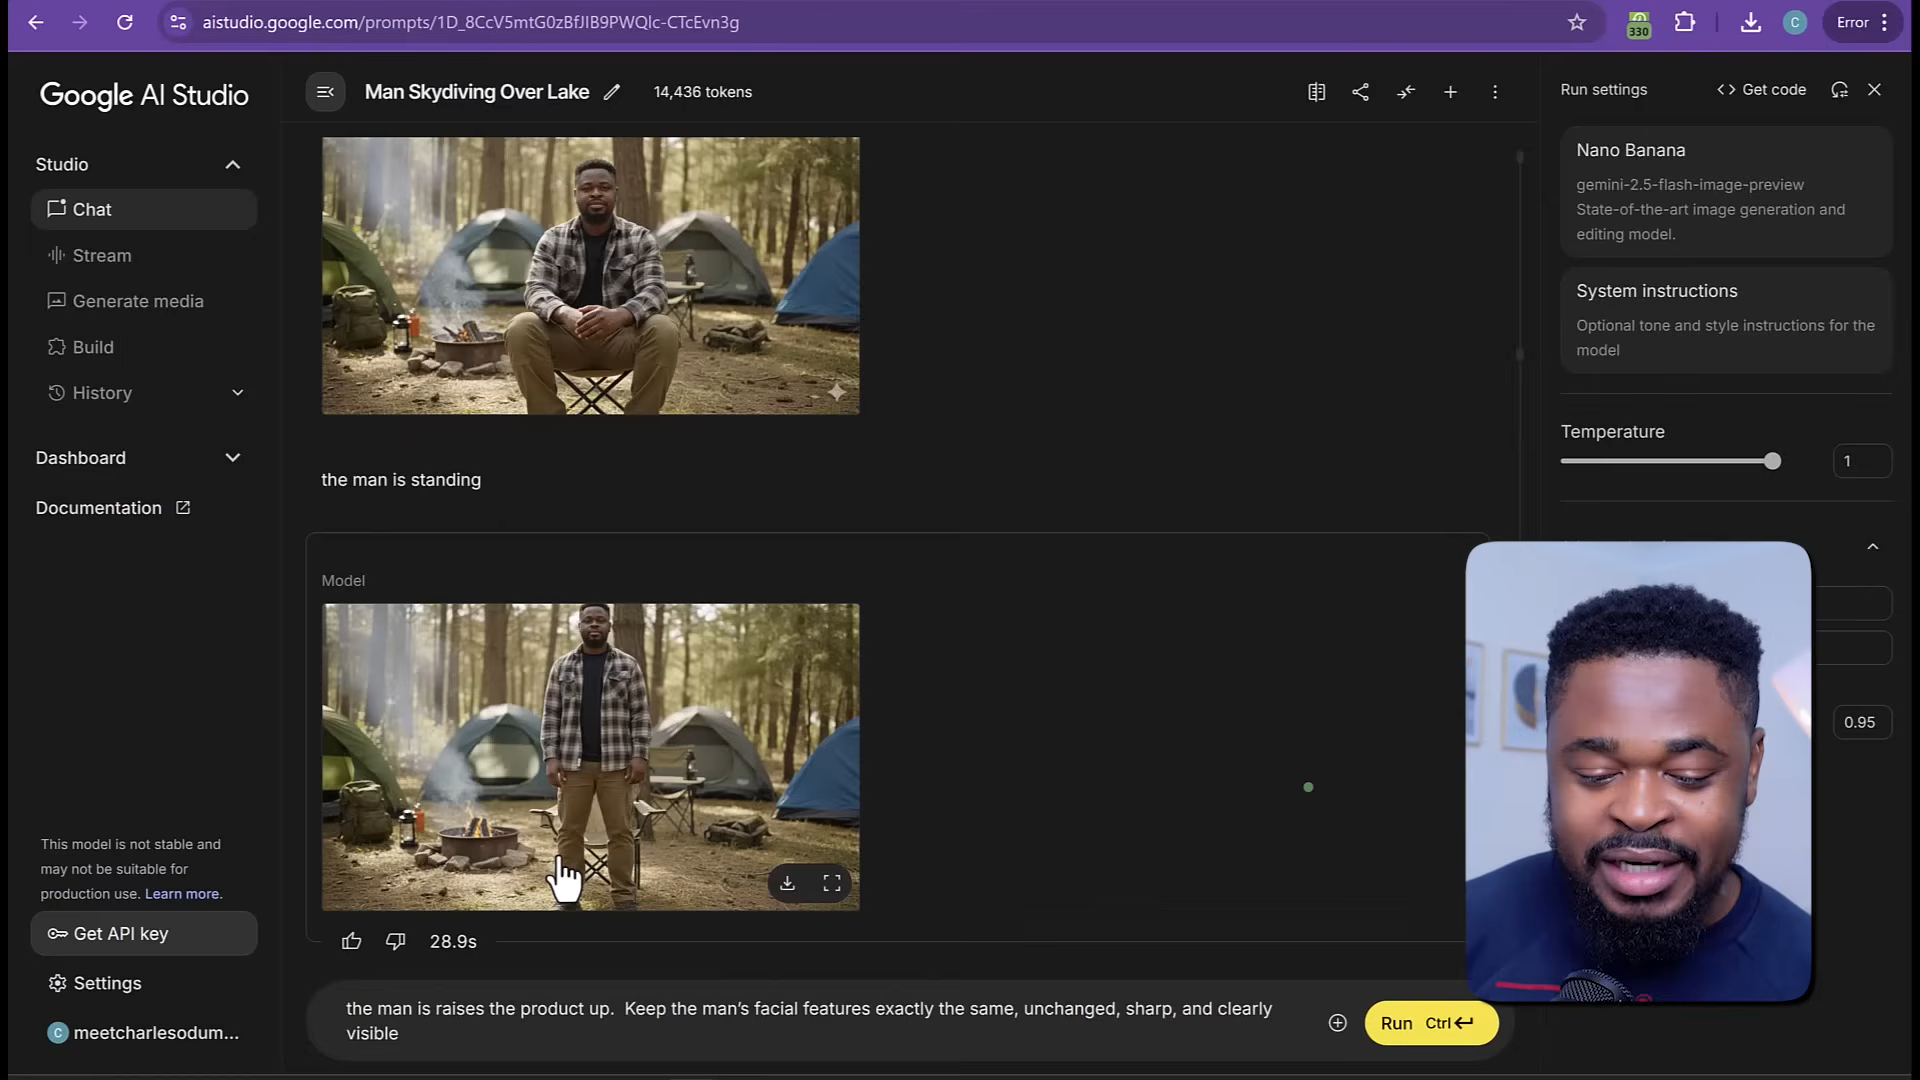 aistudio.google.com/prompts/1D_8CcV5mtG0zBfJIB9PWQlc-CTcEvn3g
330
C
Error
Google AI Studio
Man Skydiving Over Lake
14,436 tokens
Run settings
Get code
Studio
Chat
Stream
Generate media
Build
History
Dashboard
Documentation
Nano Banana
gemini-2.5-flash-image-preview
State-of-the-art image generation and
editing model.
System instructions
Optional tone and style instructions for the
model
Temperature
1
the man is standing
Model
0.95
28.9s
This model is not stable and
may not be suitable for
production use. Learn more.
Get API key
Settings
C
meetcharlesodum...
the man is raises the product up.  Keep the man’s facial features exactly the same, unchanged, sharp, and clearly
visible
Run Ctrl